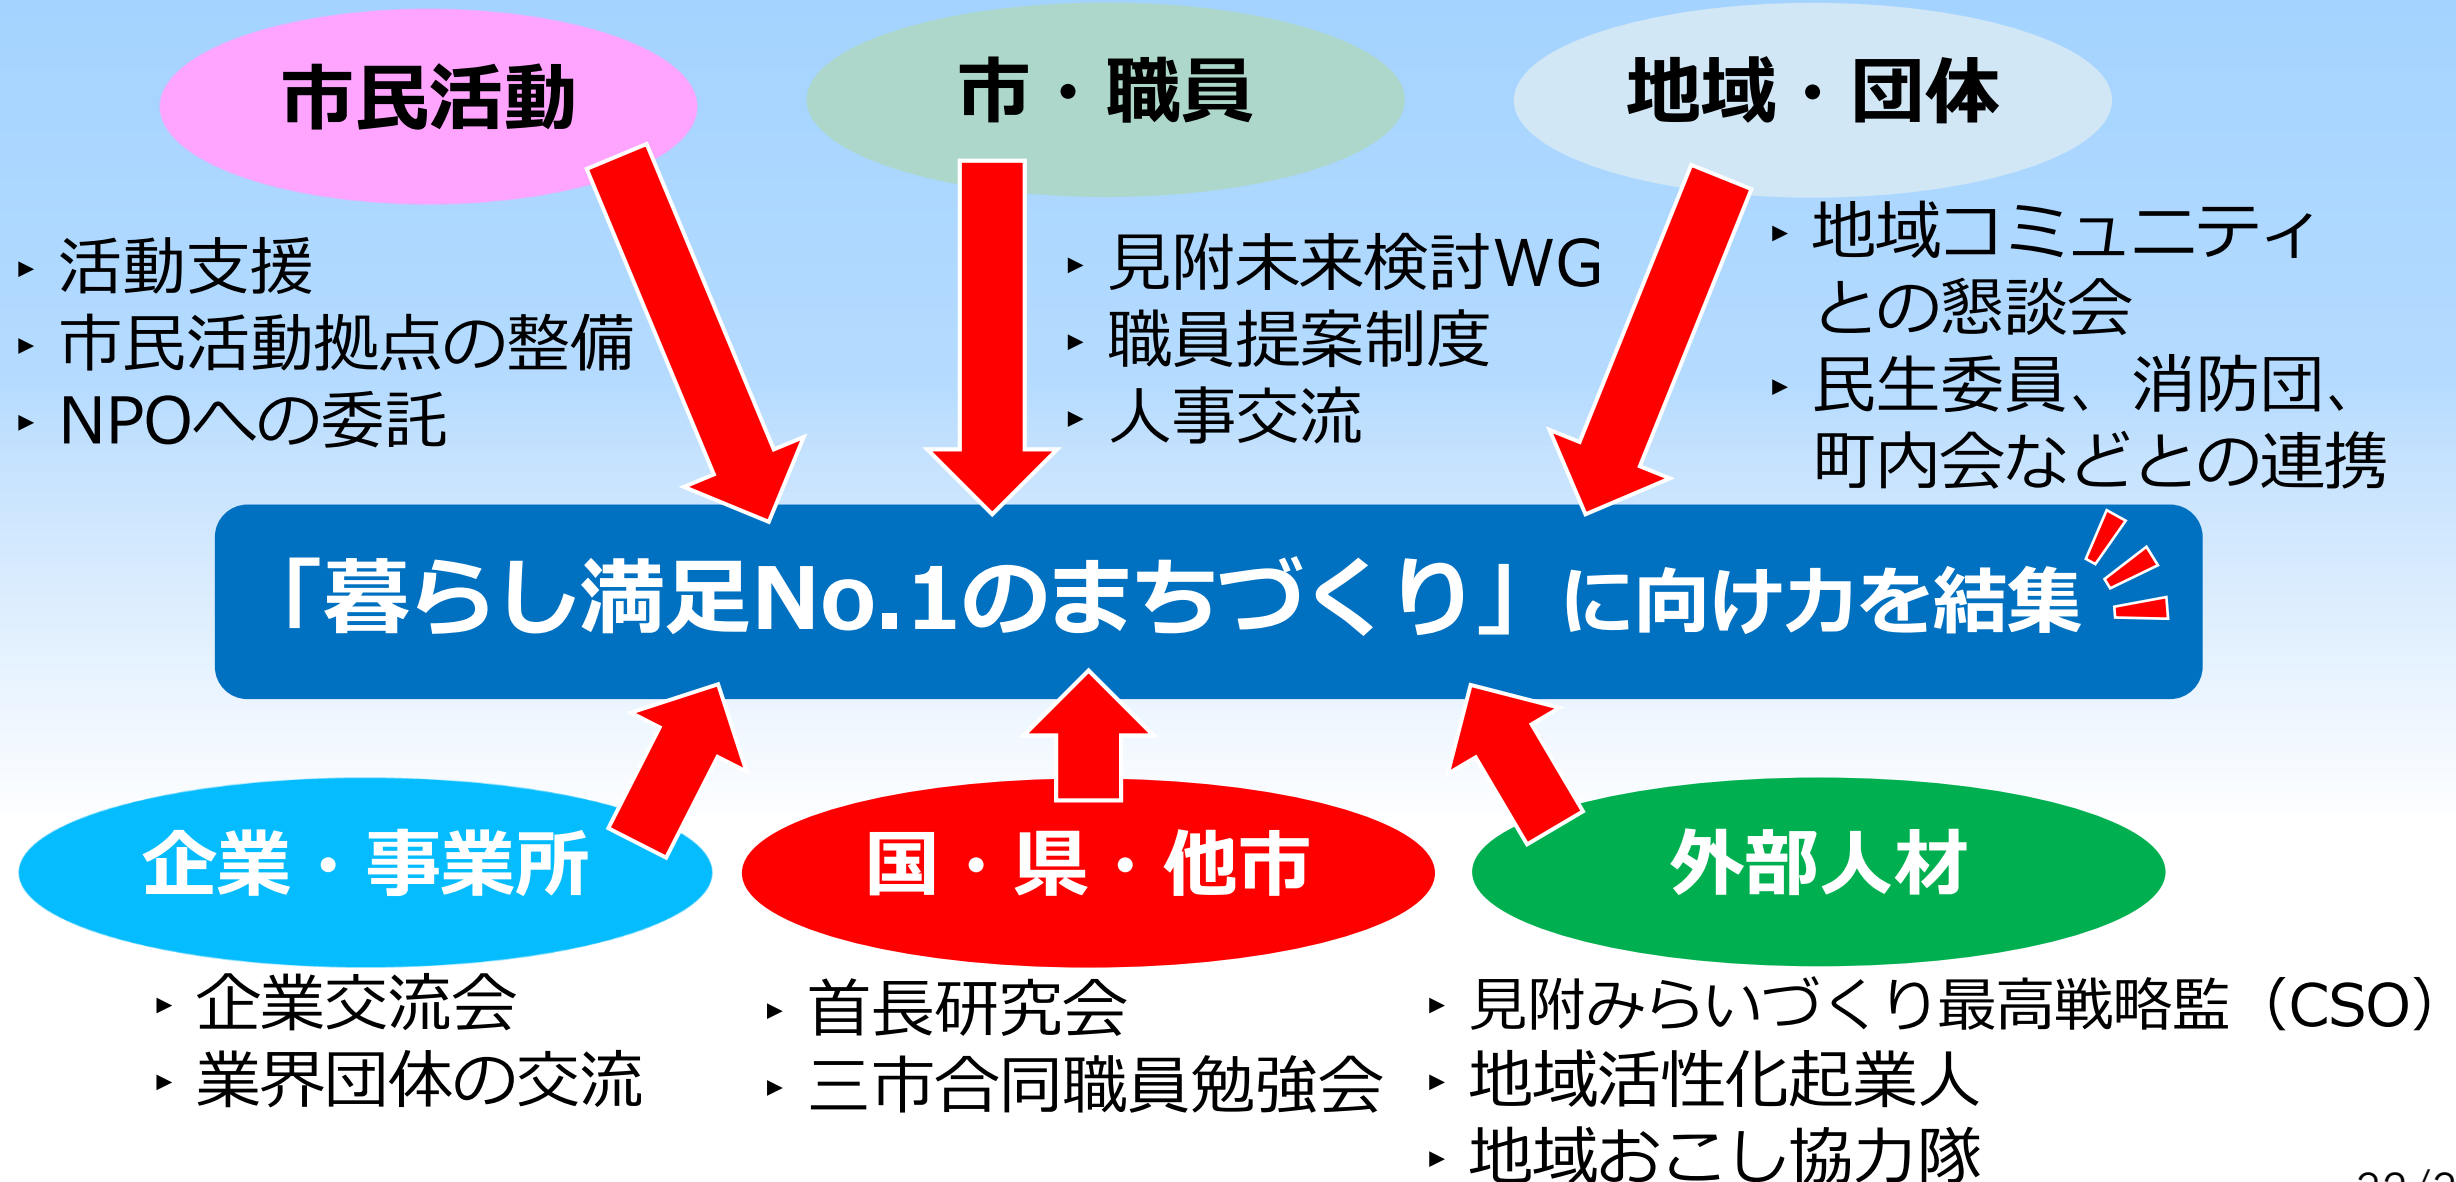 市民活動
‣ 活動支援
‣ 市民活動拠点の整備
‣ NPOへの委託
市・職員
‣ 見附未来検討WG
‣ 職員提案制度
‣ 人事交流
地域・団体
‣ 地域コミュニティ
との懇談会
‣ 民生委員、消防団、
町内会などとの連携
「暮らし満足No.1のまちづくり」に向け力を結集
企業・事業所
‣ 企業交流会
‣ 業界団体の交流
国・県・他市
‣ 首長研究会
‣ 三市合同職員勉強会
外部人材
‣ 見附みらいづくり最高戦略監（CSO）
‣ 地域活性化起業人
‣ 地域おこし協力隊